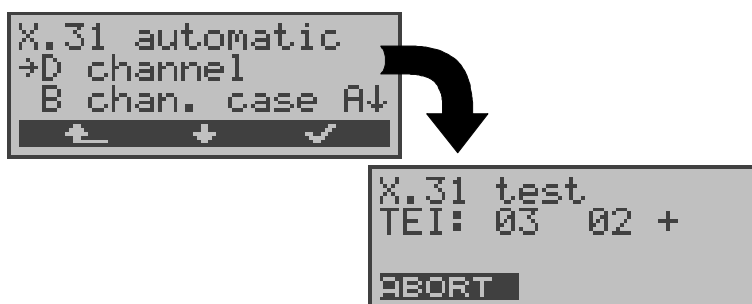 X.31 automatic
→D channel
B chan. case A↓
X.31 test
TEI: 03 02 +
ABORT